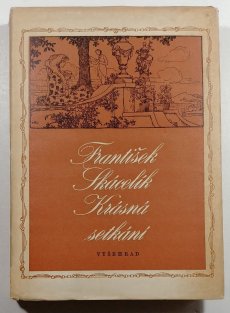 František
Skácelík
Krásná
setkání
VYŠEHRAD